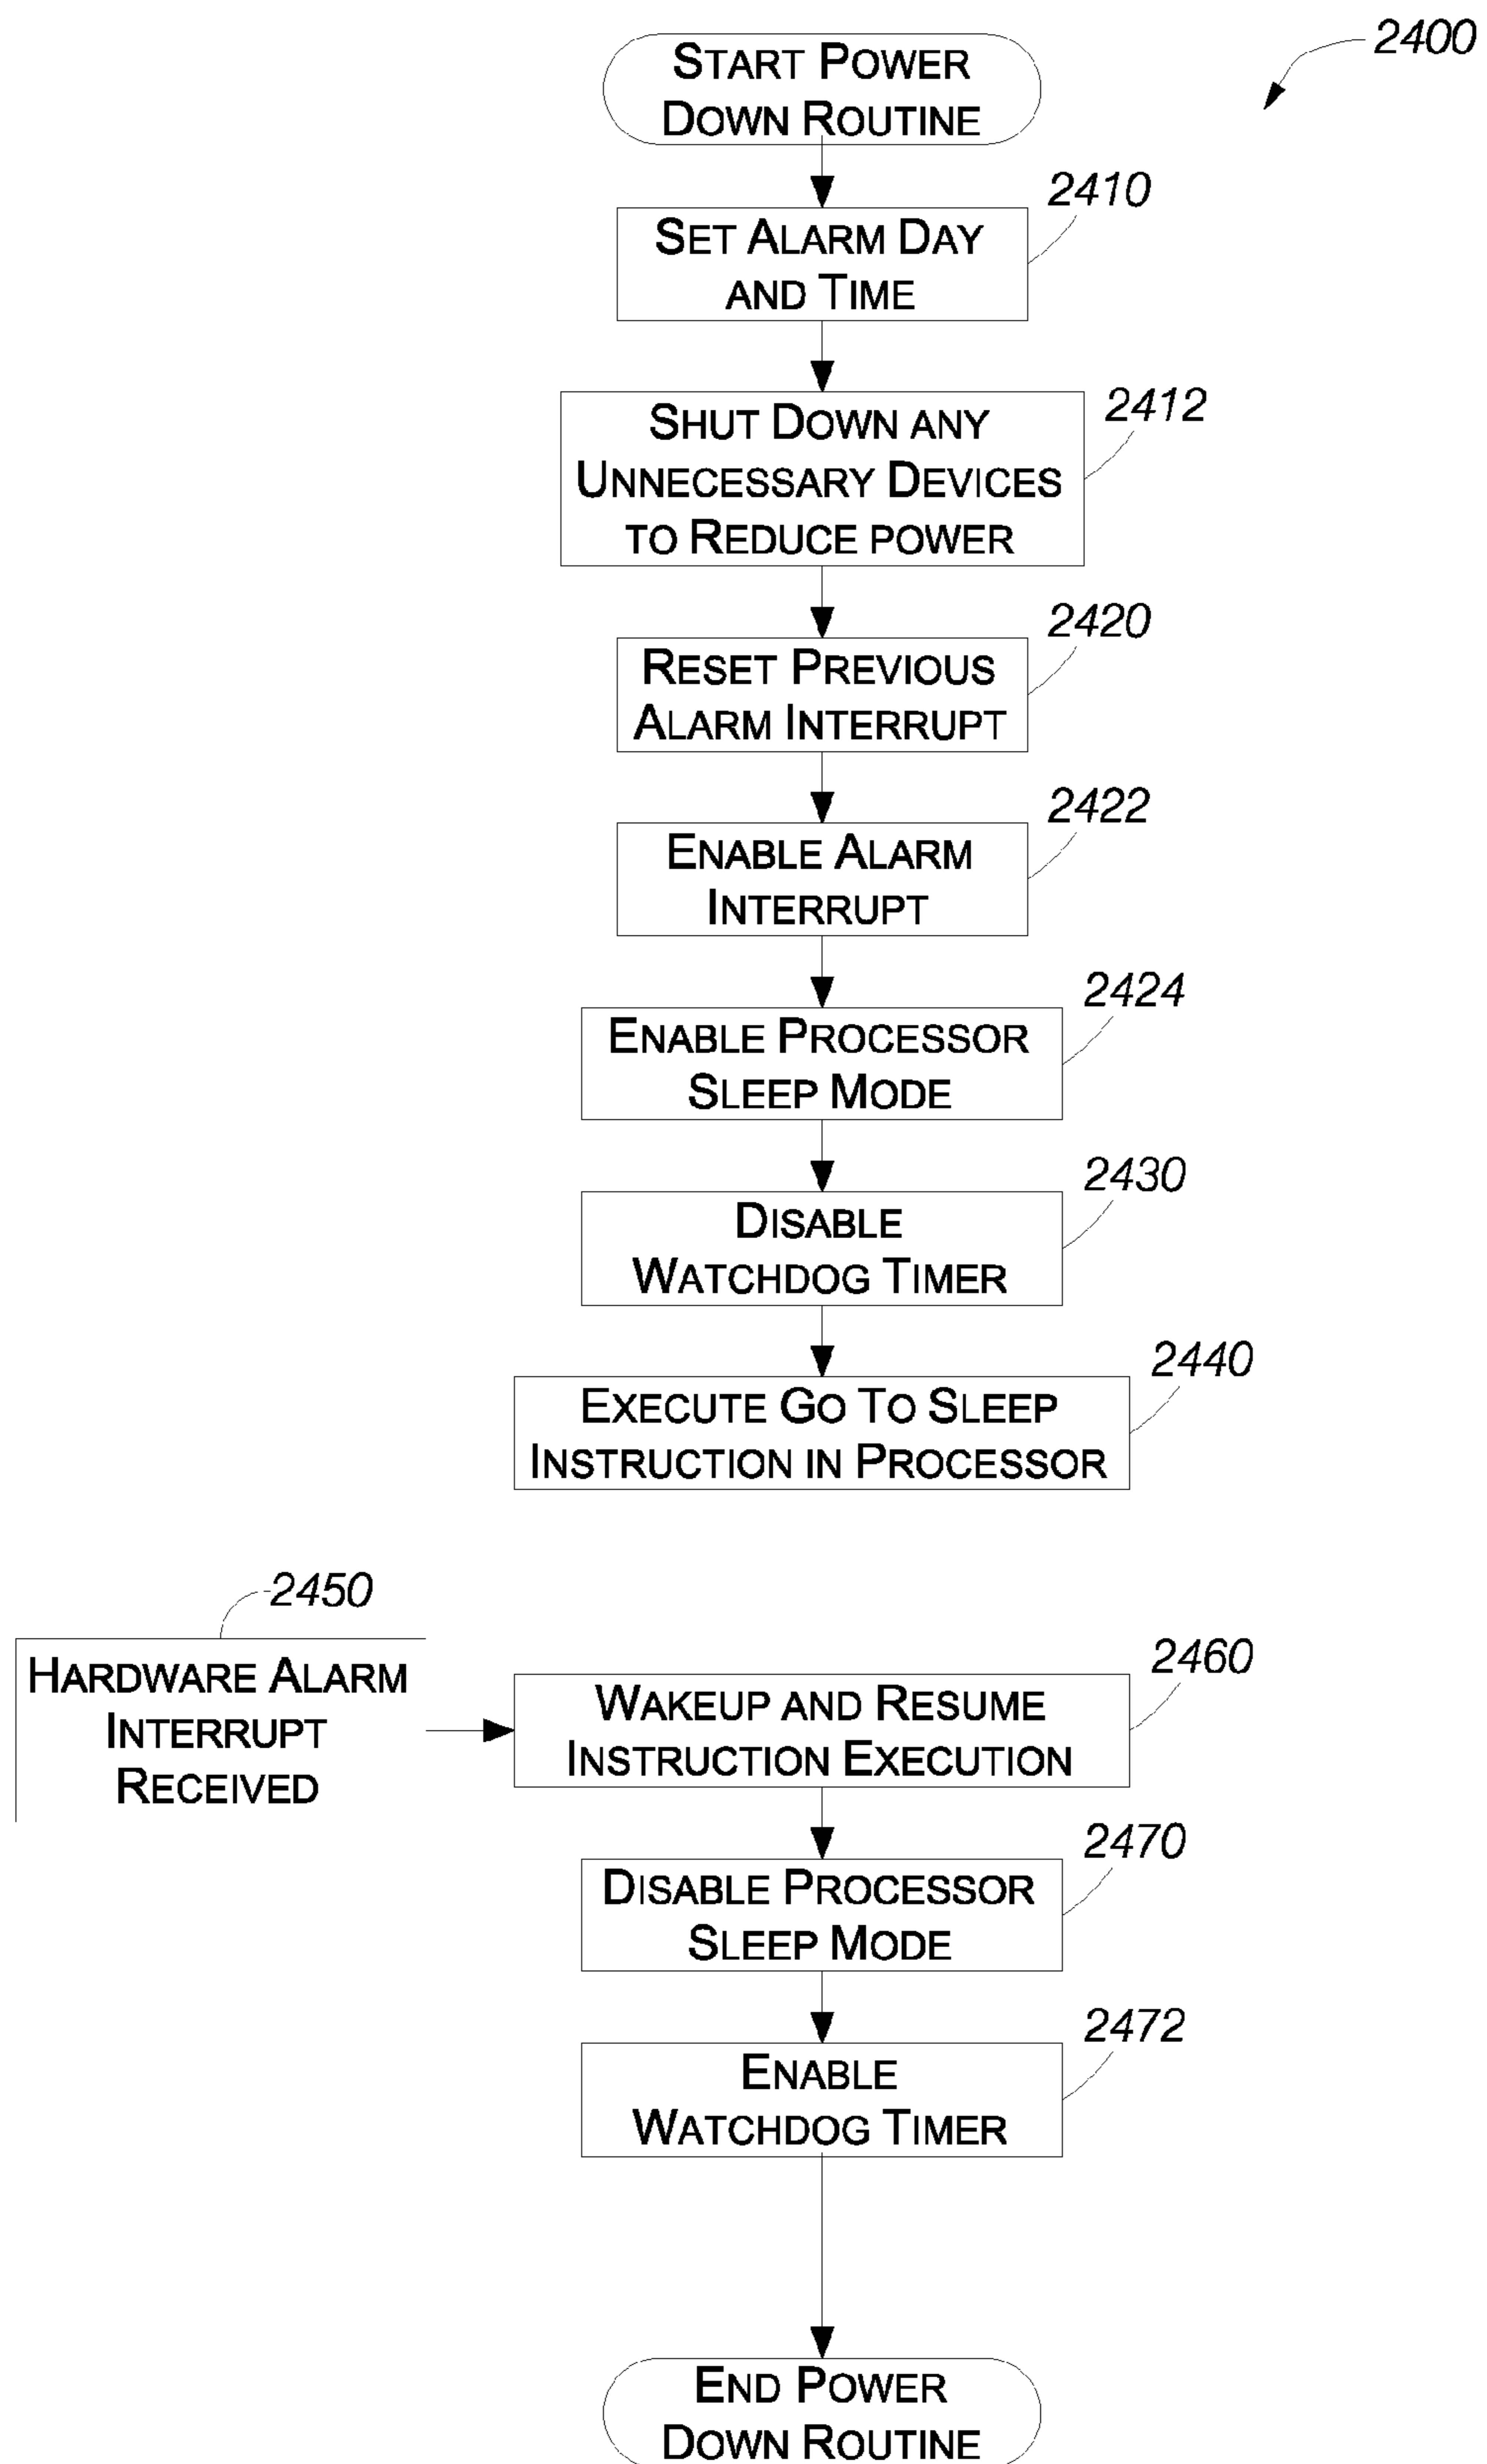 2400
START POWER
DOWN ROUTINE
2410
SET ALARM DAY
AND TIME
2412
SHUT DOWN ANY
UNNECESSARY DEVICES
TO REDUCE POWER
2420
RESET PREVIOUS
ALARM INTERRUPT
2422
ENABLE ALARM
INTERRUPT
2424
ENABLE PROCESSOR
SLEEP MODE
2430
DISABLE
WATCHDOG TIMER
2440
EXECUTE GO TO SLEEP
INSTRUCTION IN PROCESSOR
2450
HARDWARE ALARM
INTERRUPT
RECEIVED
2460
WAKEUP AND RESUME
INSTRUCTION EXECUTION
2470
DISABLE PROCESSOR
SLEEP MODE
2472
ENABLE
WATCHDOG TIMER
END POWER
DOWN ROUTINE